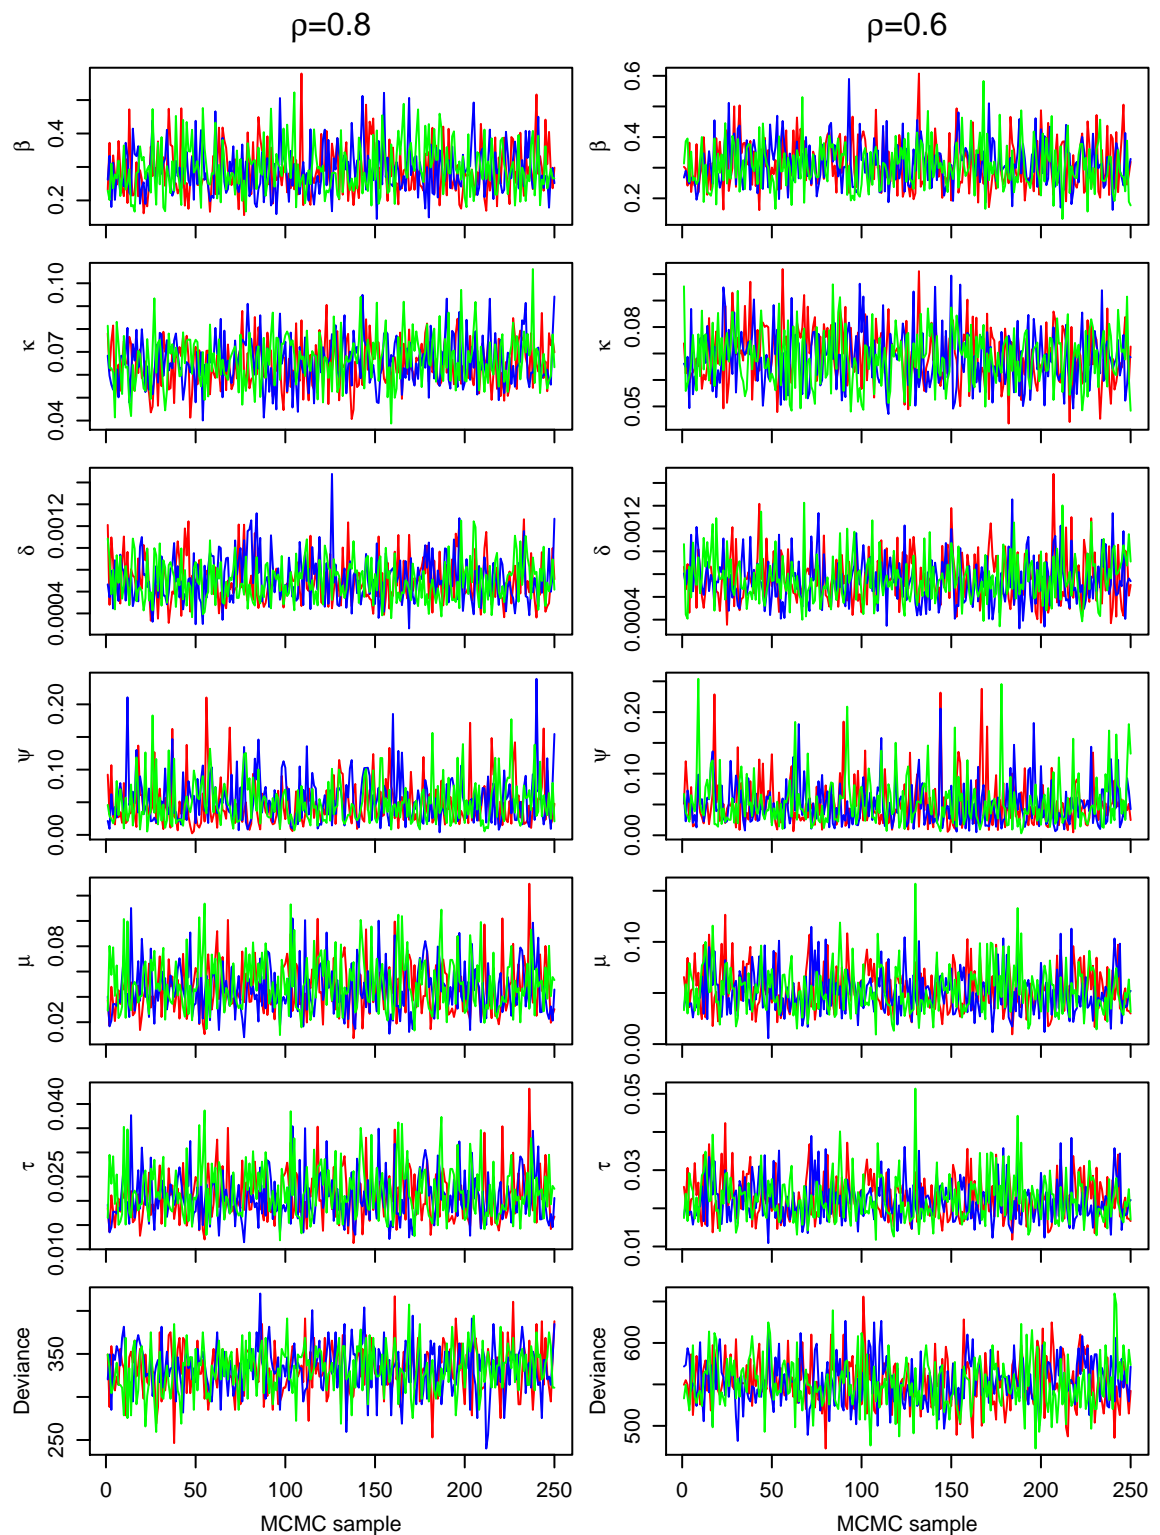 ρ=0.8 ρ=0.6
β 0.2 0.4 β 0.2 0.4 0.6
κ 0.04 0.07 0.10 κ 0.05 0.08
δ 0.0004 0.0012 δ 0.0004 0.0012
ψ 0.00 0.10 0.20 ψ 0.00 0.10 0.20
μ 0.02 0.08 μ 0.00 0.10
τ 0.010 0.025 0.040 τ 0.01 0.03 0.05
Deviance 250 350 Deviance 500 600
0 50 100 150 200 250 0 50 100 150 200 250
MCMC sample MCMC sample